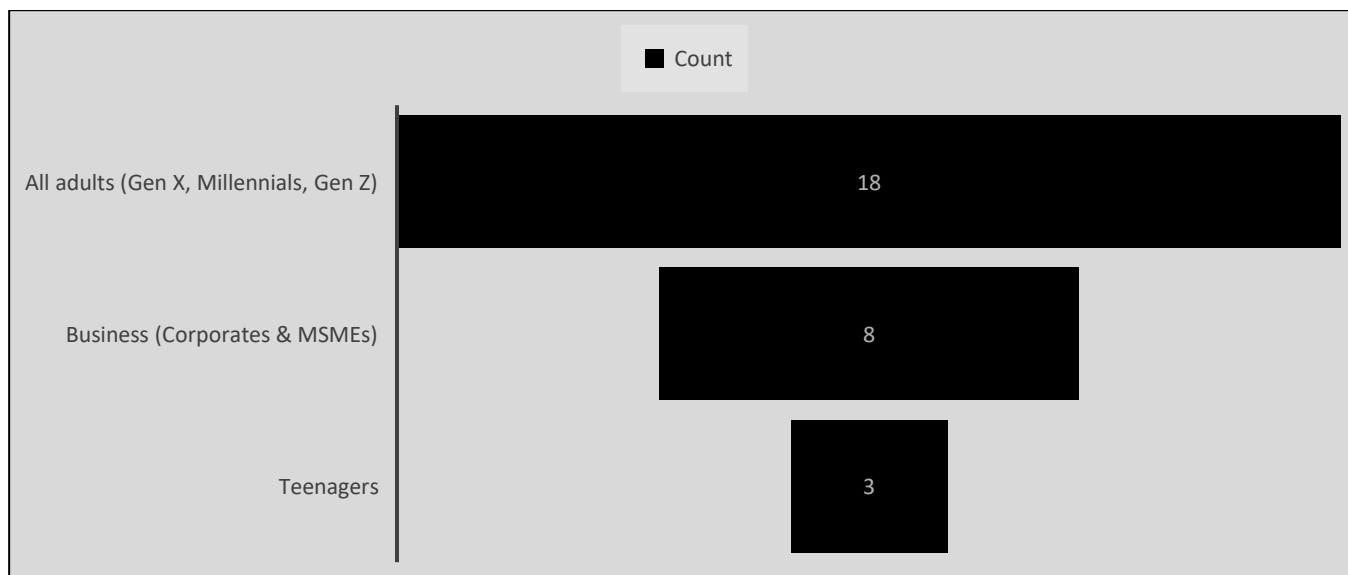 Count
All adults (Gen X, Millennials, Gen Z)
18
Business (Corporates & MSMEs)
8
Teenagers
3